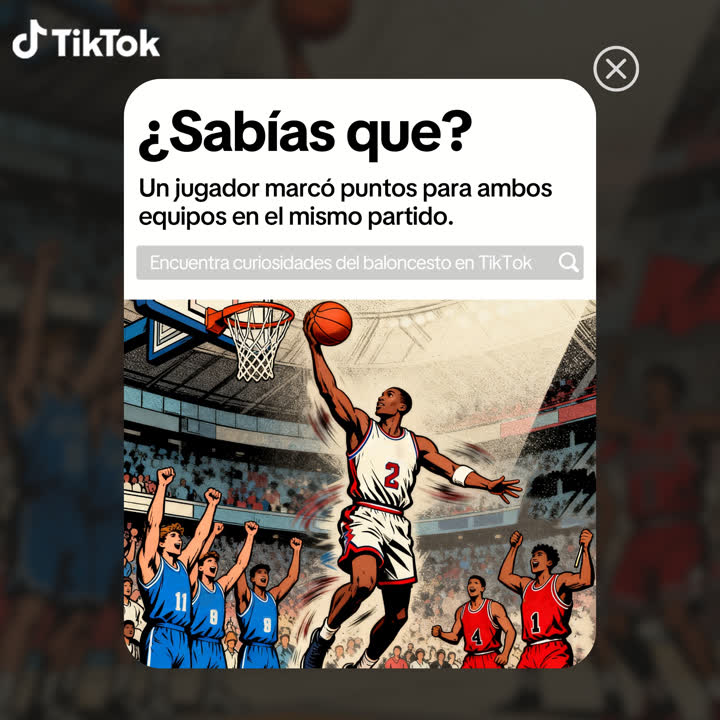 TikTok
¿Sabías que?
Un jugador marcó puntos para ambos
equipos en el mismo partido.
Encuentra curiosidades del baloncesto en TikTok
2
11
9
8
4
1